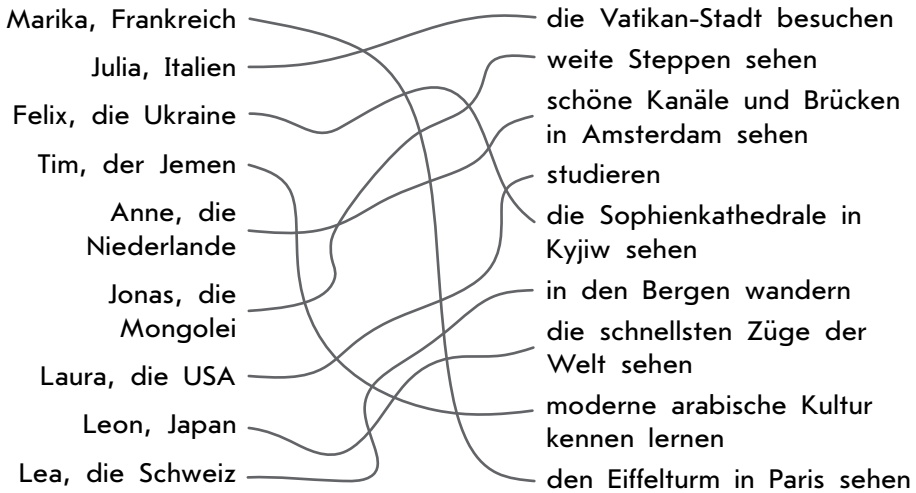 Marika, Frankreich
Julia, Italien
Felix, die Ukraine
Tim, der Jemen
Anne, die
Niederlande
Jonas, die
Mongolei
Laura, die USA
Leon, Japan
Lea, die Schweiz
die Vatikan-Stadt besuchen
weite Steppen sehen
schöne Kanäle und Brücken
in Amsterdam sehen
studieren
die Sophienkathedrale in
Kyjiw sehen
in den Bergen wandern
die schnellsten Züge der
Welt sehen
moderne arabische Kultur
kennen lernen
den Eiffelturm in Paris sehen